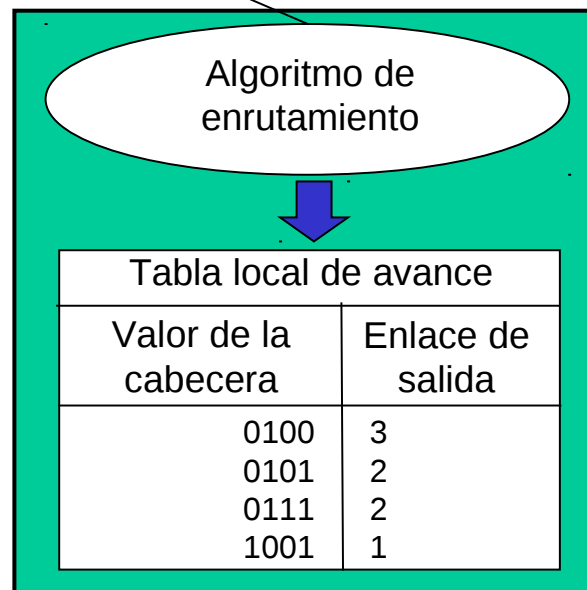 Algoritmo de
enrutamiento
Tabla local de avance
Valor de la
cabecera
Enlace de
salida
0100 3
0101 2
0111 2
1001 1